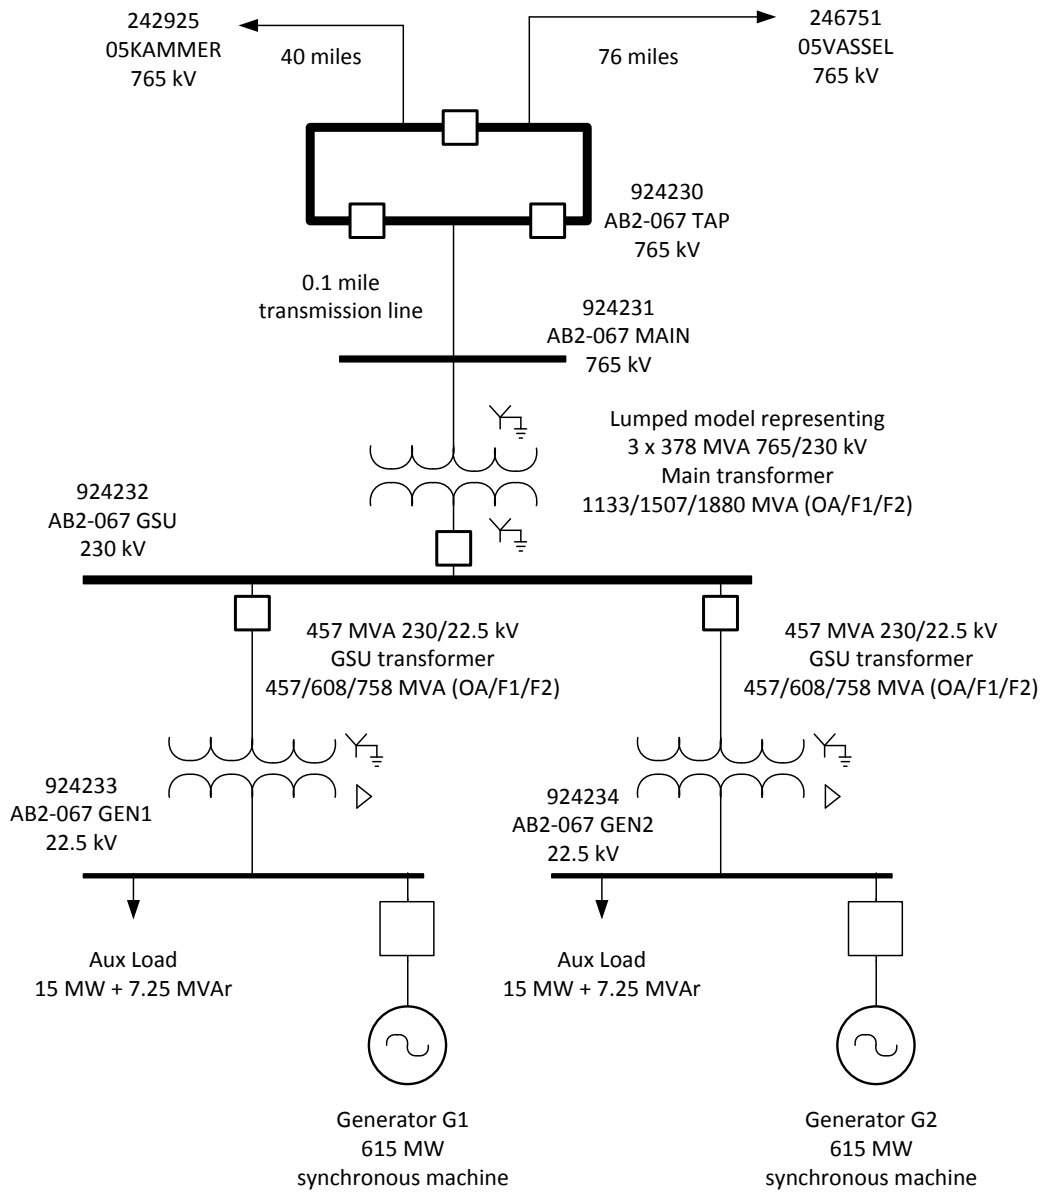 242925
05KAMMER
765 kV
40 miles
76 miles
246751
05VASSEL
765 kV
924230
AB2-067 TAP
765 kV
0.1 mile
transmission line
924231
AB2-067 MAIN
765 kV
Lumped model representing
3 x 378 MVA 765/230 kV
Main transformer
1133/1507/1880 MVA (OA/F1/F2)
924232
AB2-067 GSU
230 kV
457 MVA 230/22.5 kV
GSU transformer
457/608/758 MVA (OA/F1/F2)
457 MVA 230/22.5 kV
GSU transformer
457/608/758 MVA (OA/F1/F2)
924233
AB2-067 GEN1
22.5 kV
924234
AB2-067 GEN2
22.5 kV
Aux Load
15 MW + 7.25 MVAr
Aux Load
15 MW + 7.25 MVAr
Generator G1
615 MW
synchronous machine
Generator G2
615 MW
synchronous machine